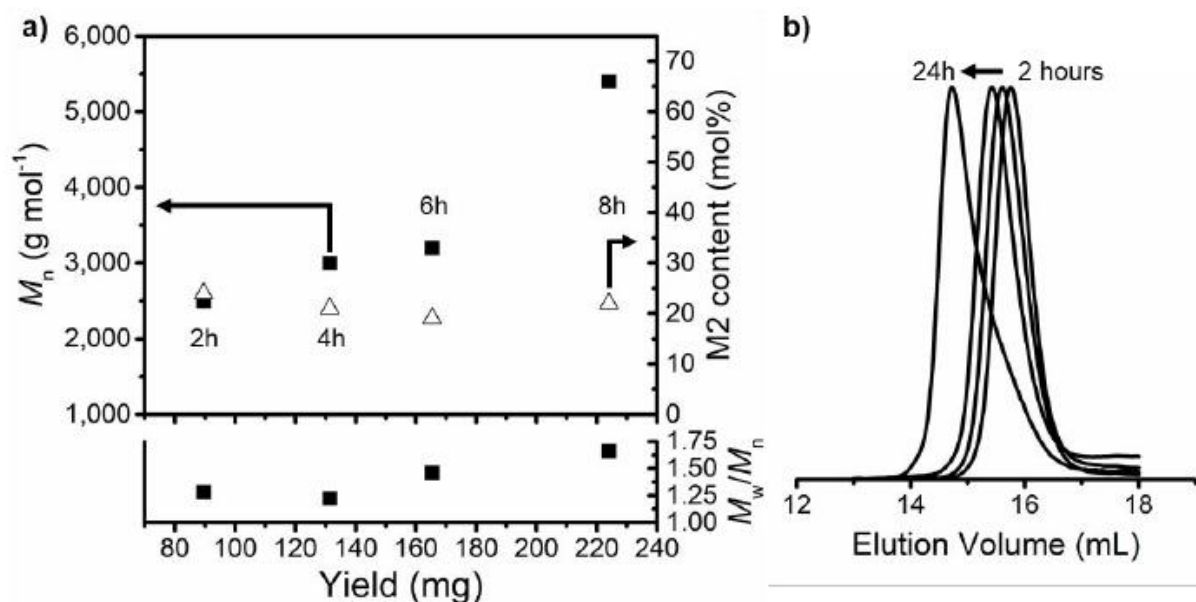 a)
6,000
5,000
4,000
3,000
2,000
1,000
Mn (g mol-1)
2h
4h
6h
8h
70
60
50
40
30
20
10
0
M2 content (mol%)
1.75
1.50
1.25
1.00
Mw/Mn
80 100 120 140 160 180 200 220 240
Yield (mg)
b)
24h 2 hours
12 14 16 18
Elution Volume (mL)